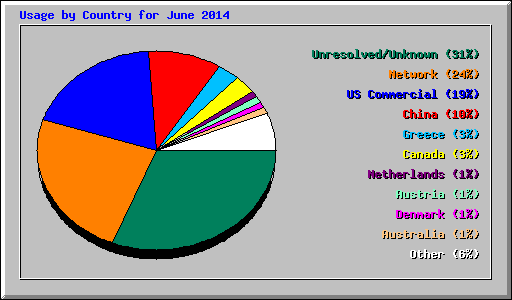 Usage by Country for June 2014
Unresolved/Unknown (31%)
Network (24%)
US Commercial (19%)
China (10%)
Greece (3%)
Canada (3%)
Netherlands (1%)
Austria (1%)
Denmark (1%)
Australia (1%)
Other (6%)